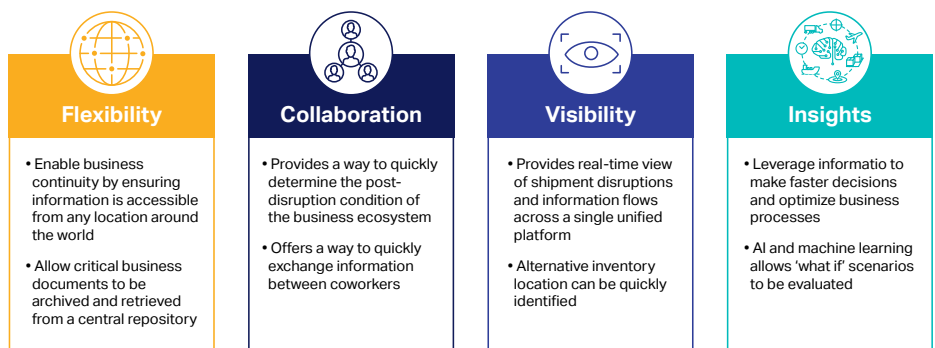 Flexibility
• Enable business
continuity by ensuring
information is accessible
from any location around
the world
• Allow critical business
documents to be
archived and retrieved
from a central repository
Collaboration
• Provides a way to quickly
determine the post-
disruption condition of
the business ecosystem
• Offers a way to quickly
exchange information
between coworkers
Visibility
• Provides real-time view
of shipment disruptions
and information flows
across a single unified
platform
• Alternative inventory
location can be quickly
identified
Insights
• Leverage informatio to
make faster decisions
and optimize business
processes
• AI and machine learning
allows ‘what if’ scenarios
to be evaluated